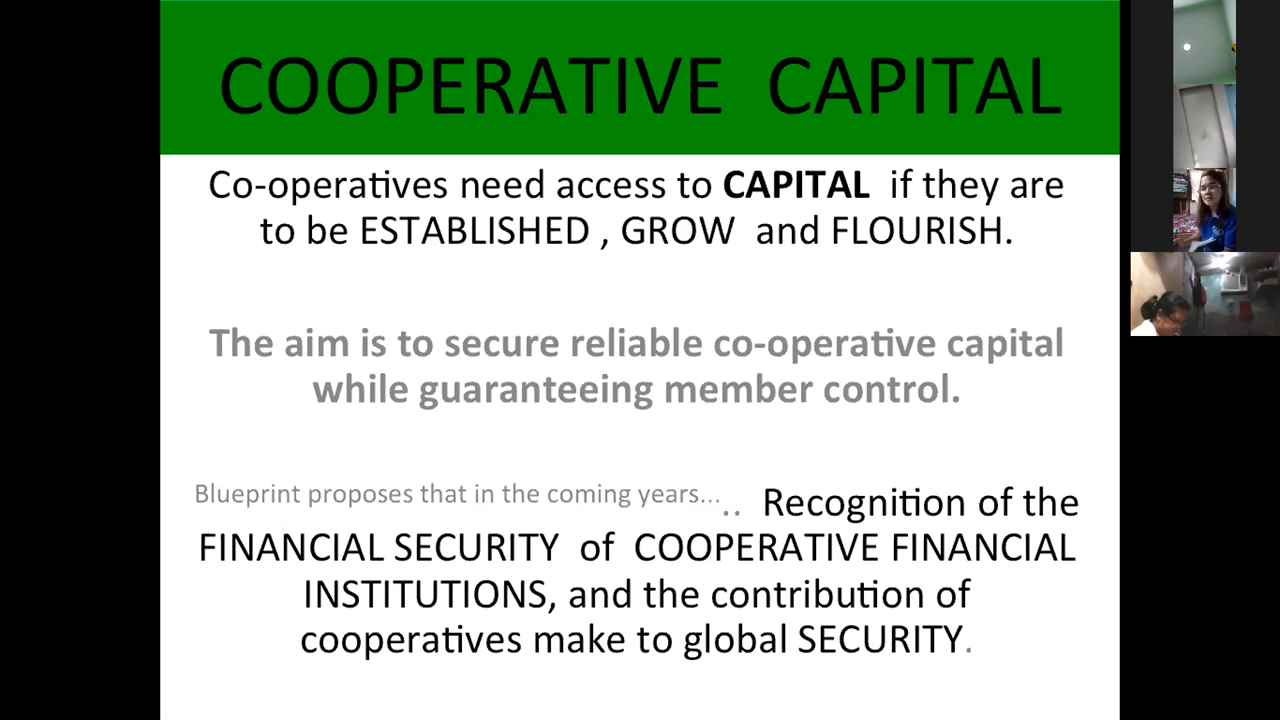 COOPERATIVE CAPITAL
Co-operatives need access to CAPITAL if they are
to be ESTABLISHED , GROW and FLOURISH.
The aim is to secure reliable co-operative capital
while guaranteeing member control.
Blueprint proposes that in the coming years... .. Recognition of the
FINANCIAL SECURITY of COOPERATIVE FINANCIAL
INSTITUTIONS, and the contribution of
cooperatives make to global SECURITY.